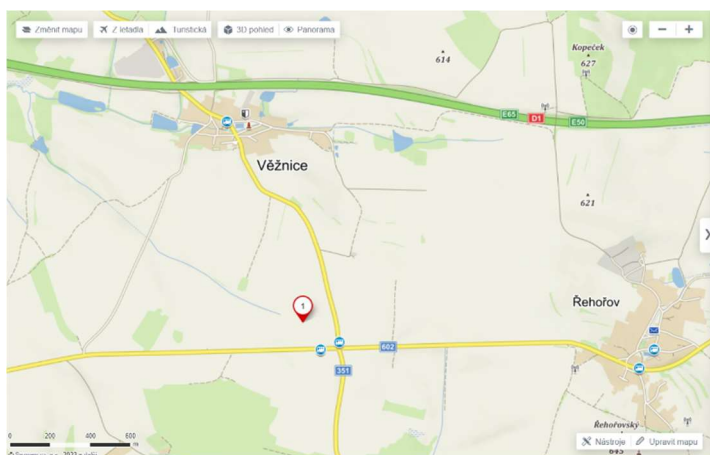 Změnit mapu
Z letadla
Turistická
3D pohled
Panorama
614
Kopeček
627
E65
D1
E50
Věžnice
621
Řehořov
1
602
351
0 200 400 600
m
Řehořovský
645
Nástroje
Upravit mapu